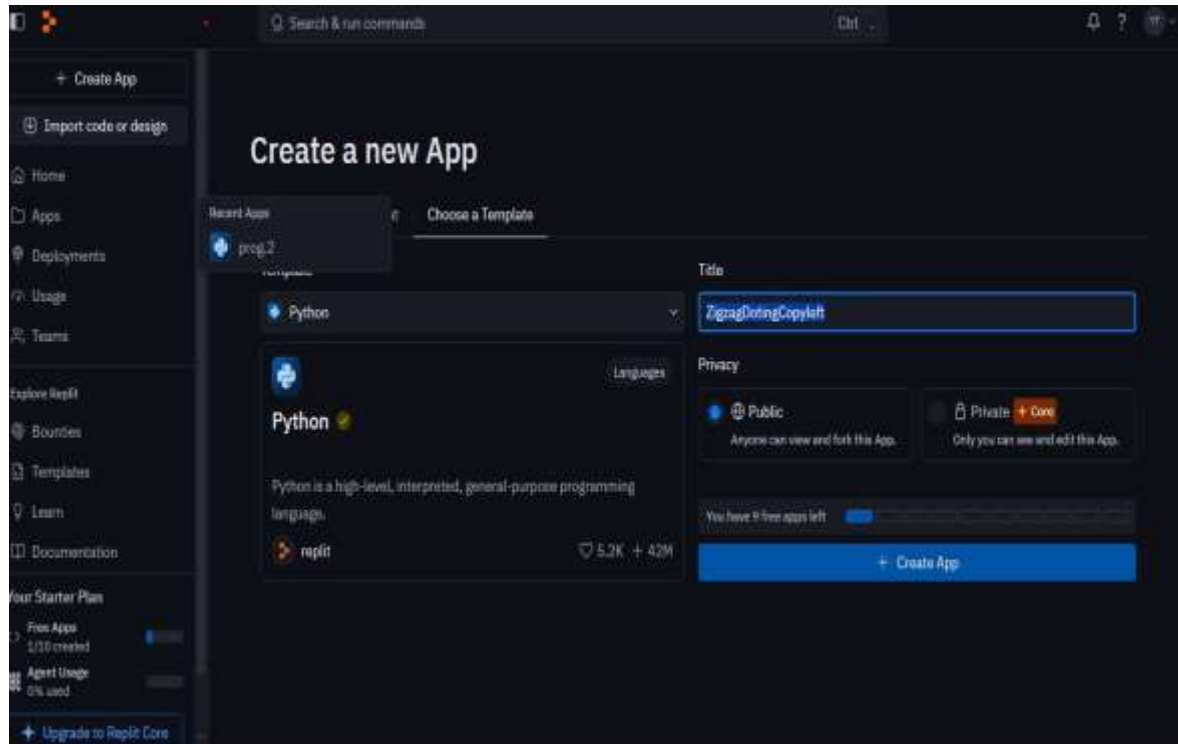 Search & run commands
Ctrl .
?
+ Create App
Import code or design
Home
Apps
Deployments
Usage
Teams
Explore Replit
Bounties
Templates
Learn
Documentation
Your Starter Plan
Free Apps
1/10 created
Agent Usage
0% used
Upgrade to Replit Core
Create a new App
Recent Apps
prog.2
Choose a Template
Template
Python
Languages
Python
Python is a high-level, interpreted, general-purpose programming
language.
replit
5.2K + 42M
Title
ZigzagDotingCopyleft
Privacy
Public
Anyone can view and fork this App.
Private + Core
Only you can see and edit this App.
You have 9 free apps left
+ Create App